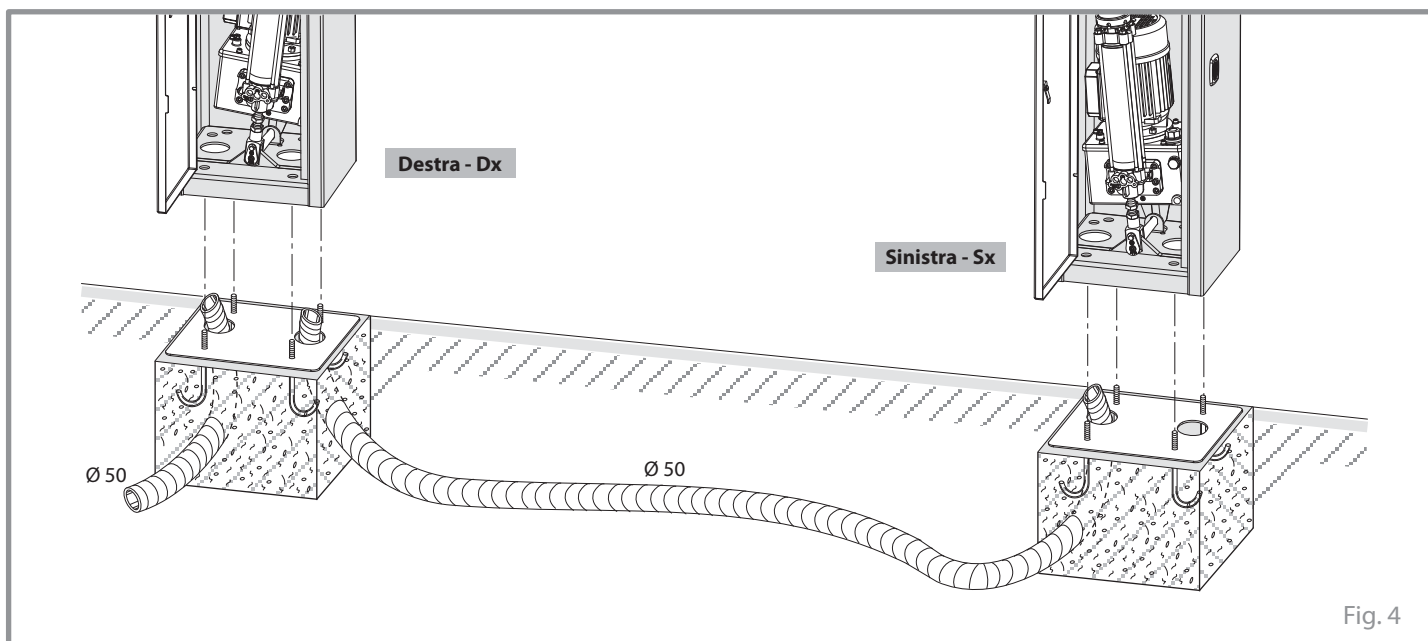 Destra - Dx
Sinistra - Sx
Ø 50
Ø 50
Fig. 4